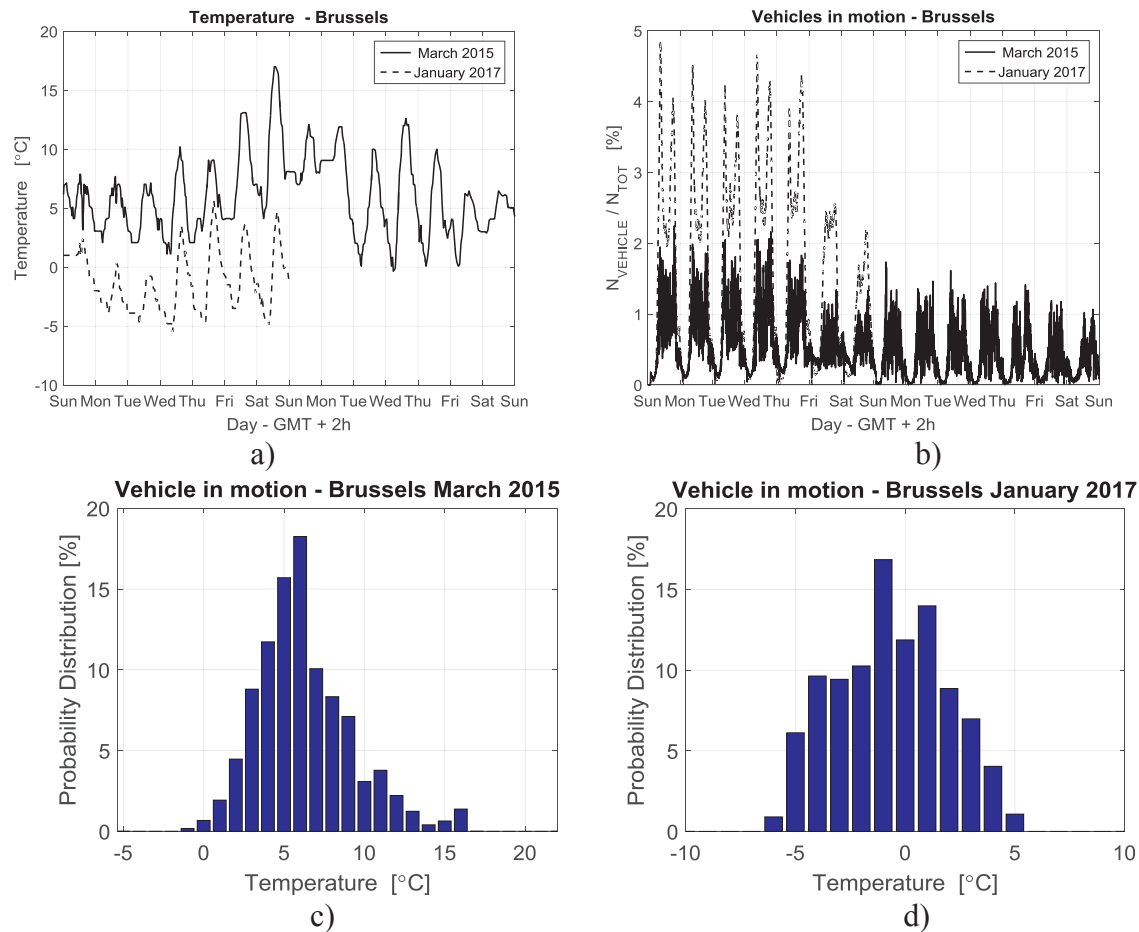 Temperature - Brussels
20
15
10
5
0
-5
-10
Temperature [°C]
March 2015
January 2017
Sun Mon Tue Wed Thu Fri Sat Sun Mon Tue Wed Thu Fri Sat Sun
Day - GMT + 2h
a)
Vehicles in motion - Brussels
5
4
3
2
1
0
N_VEHICLE / N_TOT [%]
March 2015
January 2017
Sun Mon Tue Wed Thu Fri Sat Sun Mon Tue Wed Thu Fri Sat Sun
Day - GMT + 2h
b)
Vehicle in motion - Brussels March 2015
20
15
10
5
0
Probability Distribution [%]
-5 0 5 10 15 20
Temperature [°C]
c)
Vehicle in motion - Brussels January 2017
20
15
10
5
0
Probability Distribution [%]
-10 -5 0 5 10
Temperature [°C]
d)